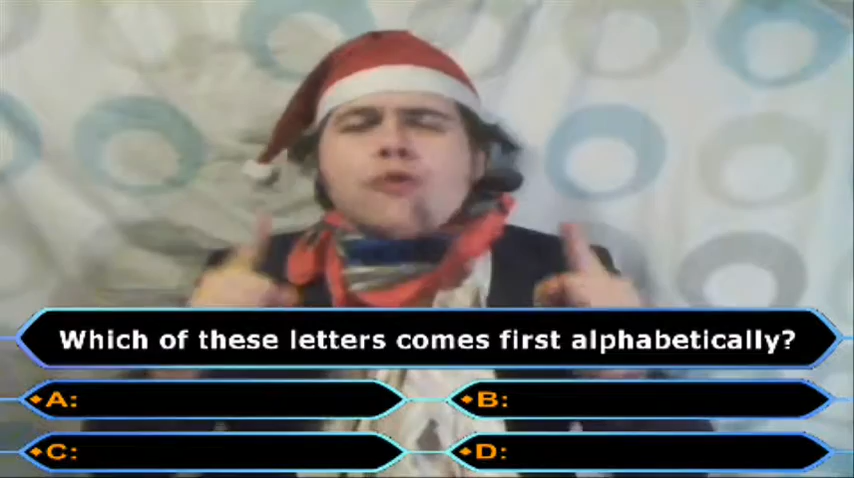 Which of these letters comes first alphabetically?
A:
B:
C:
D: